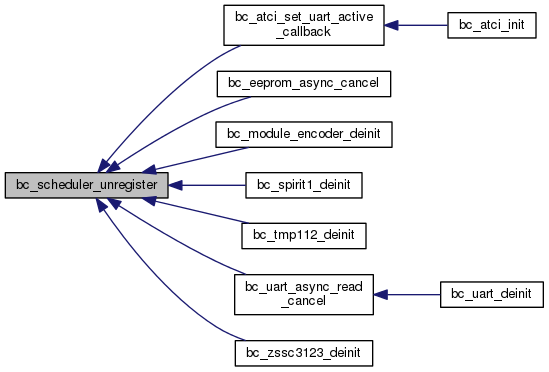 bc_atci_set_uart_active
_callback
bc_atci_init
bc_eeprom_async_cancel
bc_module_encoder_deinit
bc_scheduler_unregister
bc_spirit1_deinit
bc_tmp112_deinit
bc_uart_async_read
_cancel
bc_uart_deinit
bc_zssc3123_deinit